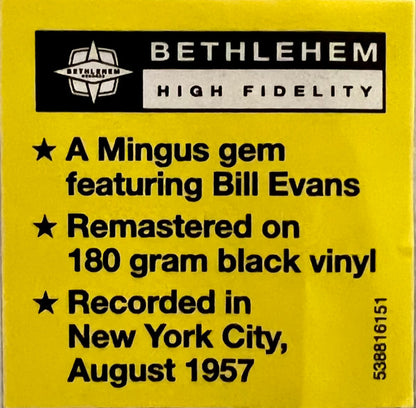 BETHLEHEM
BETHLEHEM
RECORDS
HIGH FIDELITY
★ A Mingus gem
featuring Bill Evans
★ Remastered on
180 gram black vinyl
★ Recorded in
New York City,
August 1957
538816151